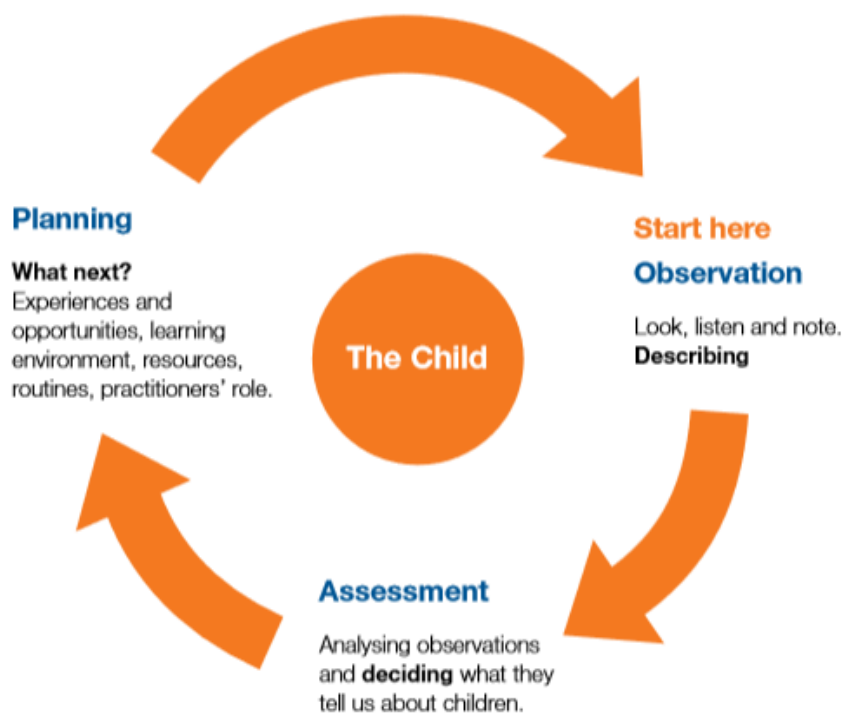 Planning
What next?
Experiences and
opportunities, learning
environment, resources,
routines, practitioners' role.
The Child
Start here
Observation
Look, listen and note.
Describing
Assessment
Analysing observations
and deciding what they
tell us about children.